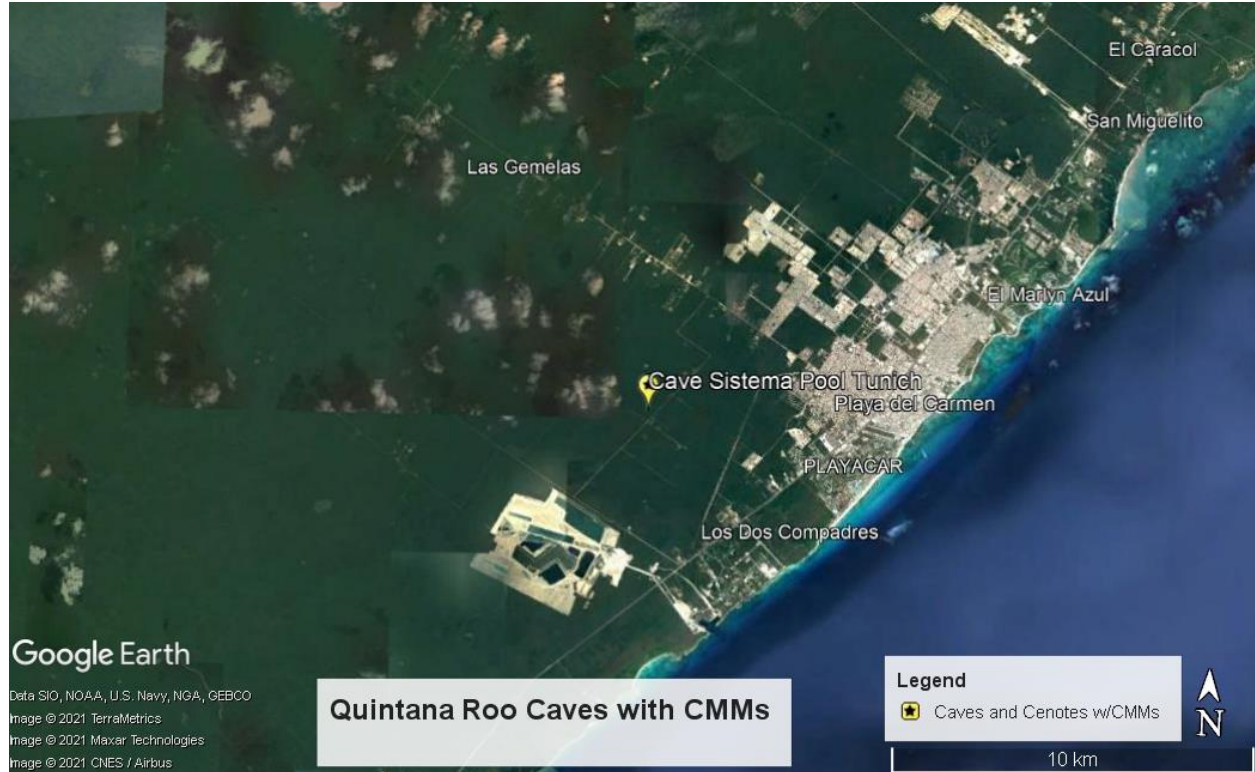 El Caracol
San Miguelito
Las Gemelas
El Marlyn Azul
Cave Sistema Pool Tunich
Playa del Carmen
PLAYACAR
Los Dos Compadres
Google Earth
Data SIO, NOAA, U.S. Navy, NGA, GEBCO
Image © 2021 TerraMetrics
Image © 2021 Maxar Technologies
Image © 2021 CNES / Airbus
Quintana Roo Caves with CMMs
Legend
Caves and Cenotes w/CMMs
N
10 km